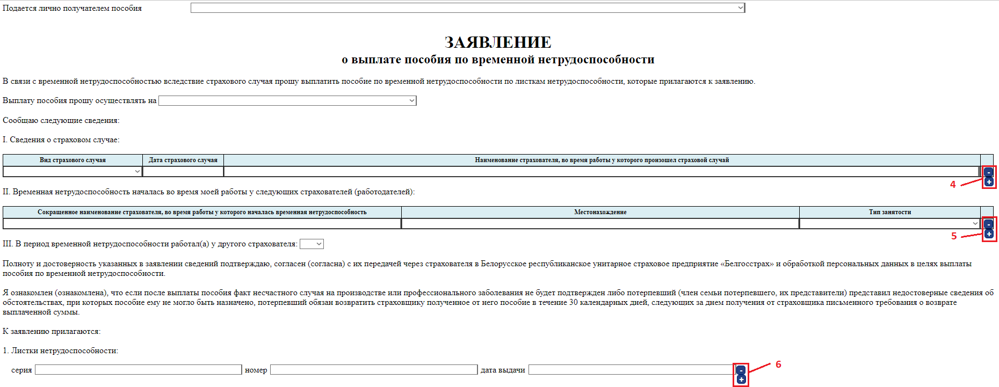 Подается лично получателем пособия
ЗАЯВЛЕНИЕ
о выплате пособия по временной нетрудоспособности
В связи с временной нетрудоспособностью вследствие страхового случая прошу выплатить пособие по временной нетрудоспособности по листкам нетрудоспособности, которые прилагаются к заявлению.
Выплату пособия прошу осуществлять на
Сообщаю следующие сведения:
I. Сведения о страховом случае:
Вид страхового случая Дата страхового случая Наименование страхователя, во время работы у которого произошел страховой случай
-
+
4
II. Временная нетрудоспособность началась во время моей работы у следующих страхователей (работодателей):
Сокращенное наименование страхователя, во время работы у которого началась временная нетрудоспособность Местонахождение Тип занятости
-
+
5
III. В период временной нетрудоспособности работал(а) у другого страхователя:
Полноту и достоверность указанных в заявлении сведений подтверждаю, согласен (согласна) с их передачей через страхователя в Белорусское республиканское унитарное страховое предприятие «Белгосстрах» и обработкой персональных данных в целях выплаты
пособия по временной нетрудоспособности.
Я ознакомлен (ознакомлена), что если после выплаты пособия факт несчастного случая на производстве или профессионального заболевания не будет подтвержден либо потерпевший (член семьи потерпевшего, их представители) представил недостоверные сведения об
обстоятельствах, при которых пособие ему не могло быть назначено, потерпевший обязан возвратить страховщику полученное от него пособие в течение 30 календарных дней, следующих за днем получения от страховщика письменного требования о возврате
выплаченной суммы.
К заявлению прилагаются:
1. Листки нетрудоспособности:
серия номер дата выдачи -
+
6